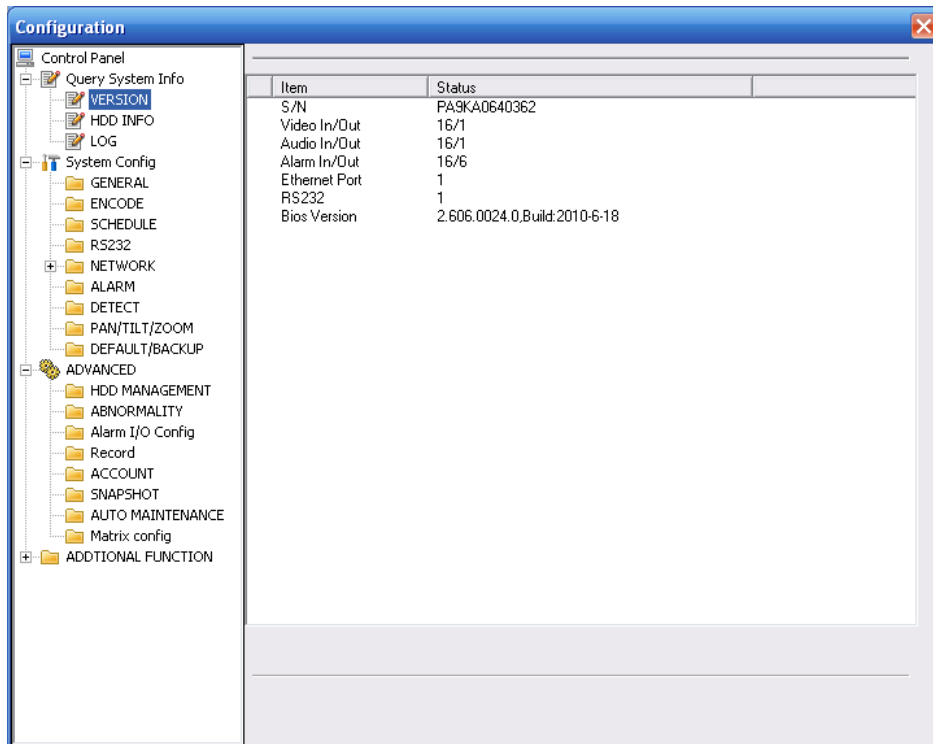 Configuration
Control Panel
Query System Info
VERSION
HDD INFO
LOG
System Config
GENERAL
ENCODE
SCHEDULE
RS232
NETWORK
ALARM
DETECT
PAN/TILT/ZOOM
DEFAULT/BACKUP
ADVANCED
HDD MANAGEMENT
ABNORMALITY
Alarm I/O Config
Record
ACCOUNT
SNAPSHOT
AUTO MAINTENANCE
Matrix config
ADDTIONAL FUNCTION
Item Status
S/N PA9KA0640362
Video In/Out 16/1
Audio In/Out 16/1
Alarm In/Out 16/6
Ethernet Port 1
RS232 1
Bios Version 2.606.0024.0,Build:2010-6-18